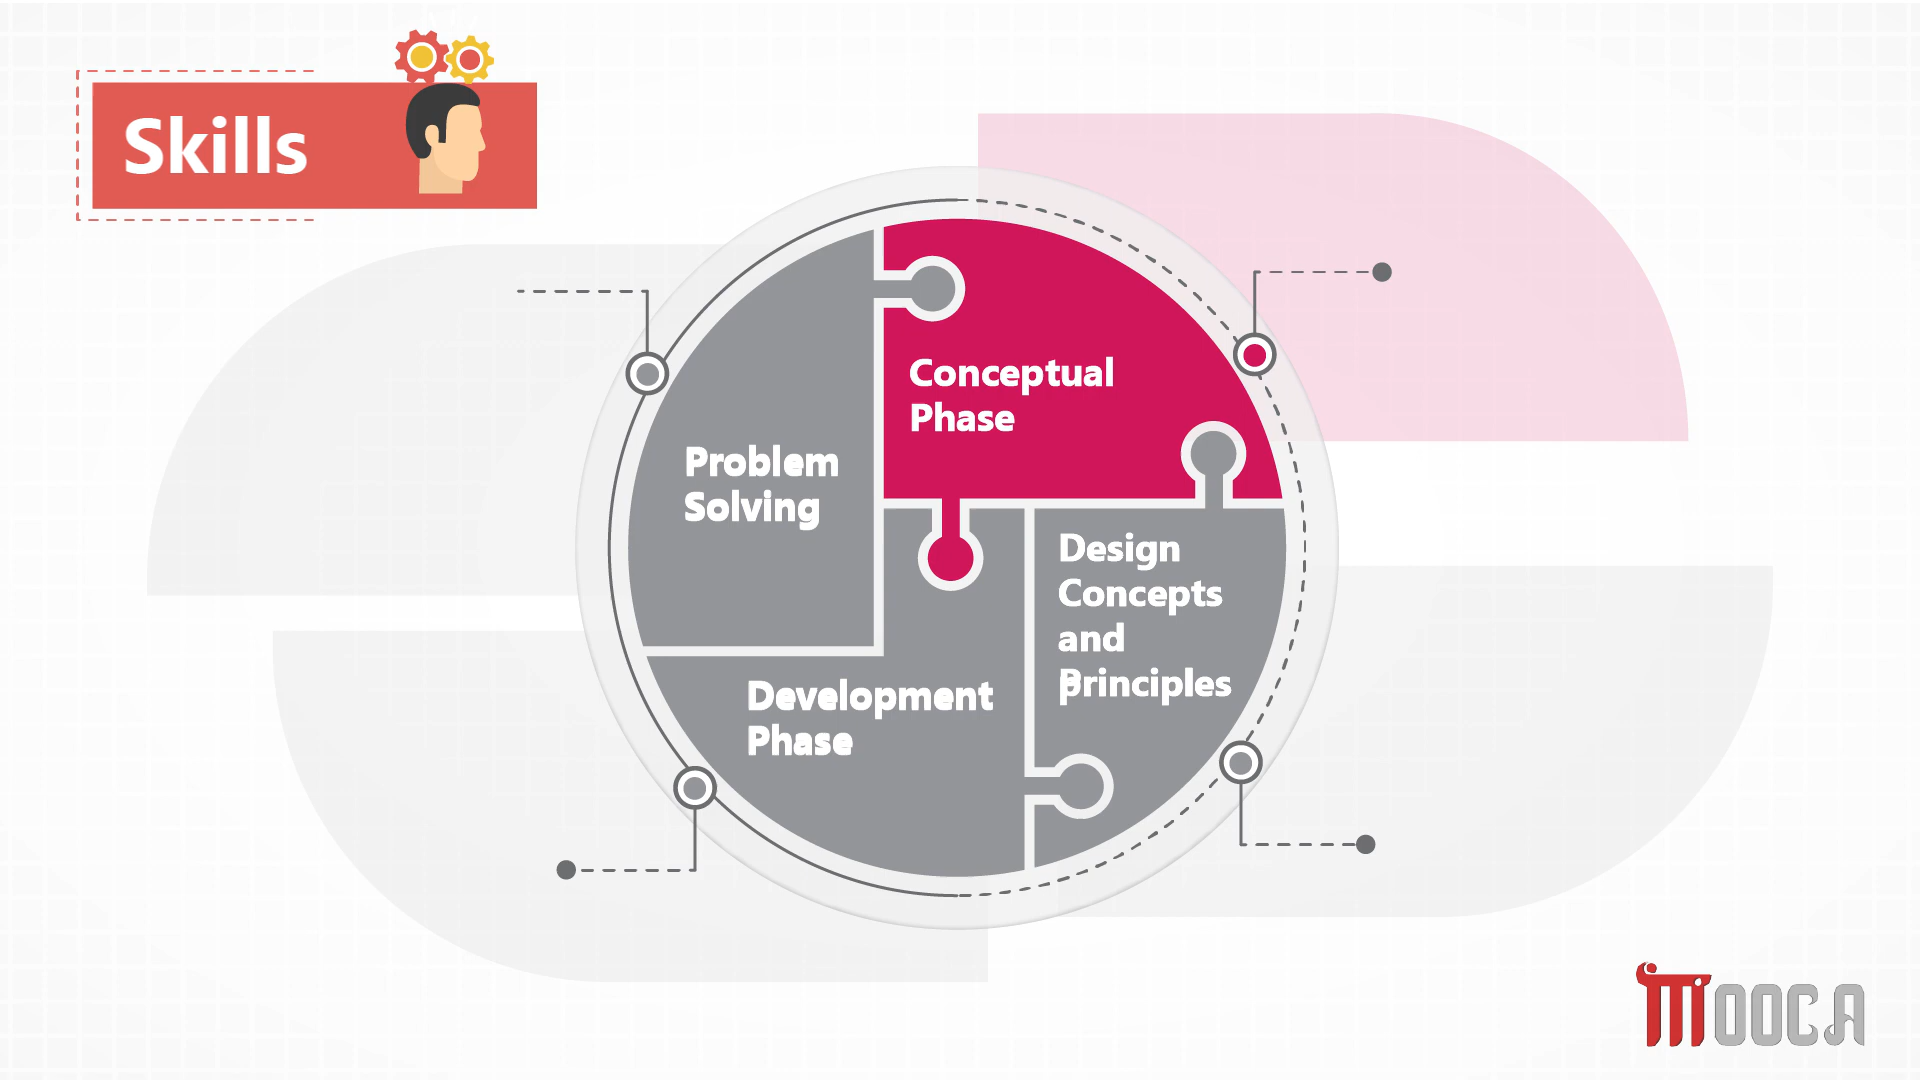 Skills
Conceptual
Phase
Problem
Solving
Design
Concepts
and
Principles
Development
Phase
MOOCA